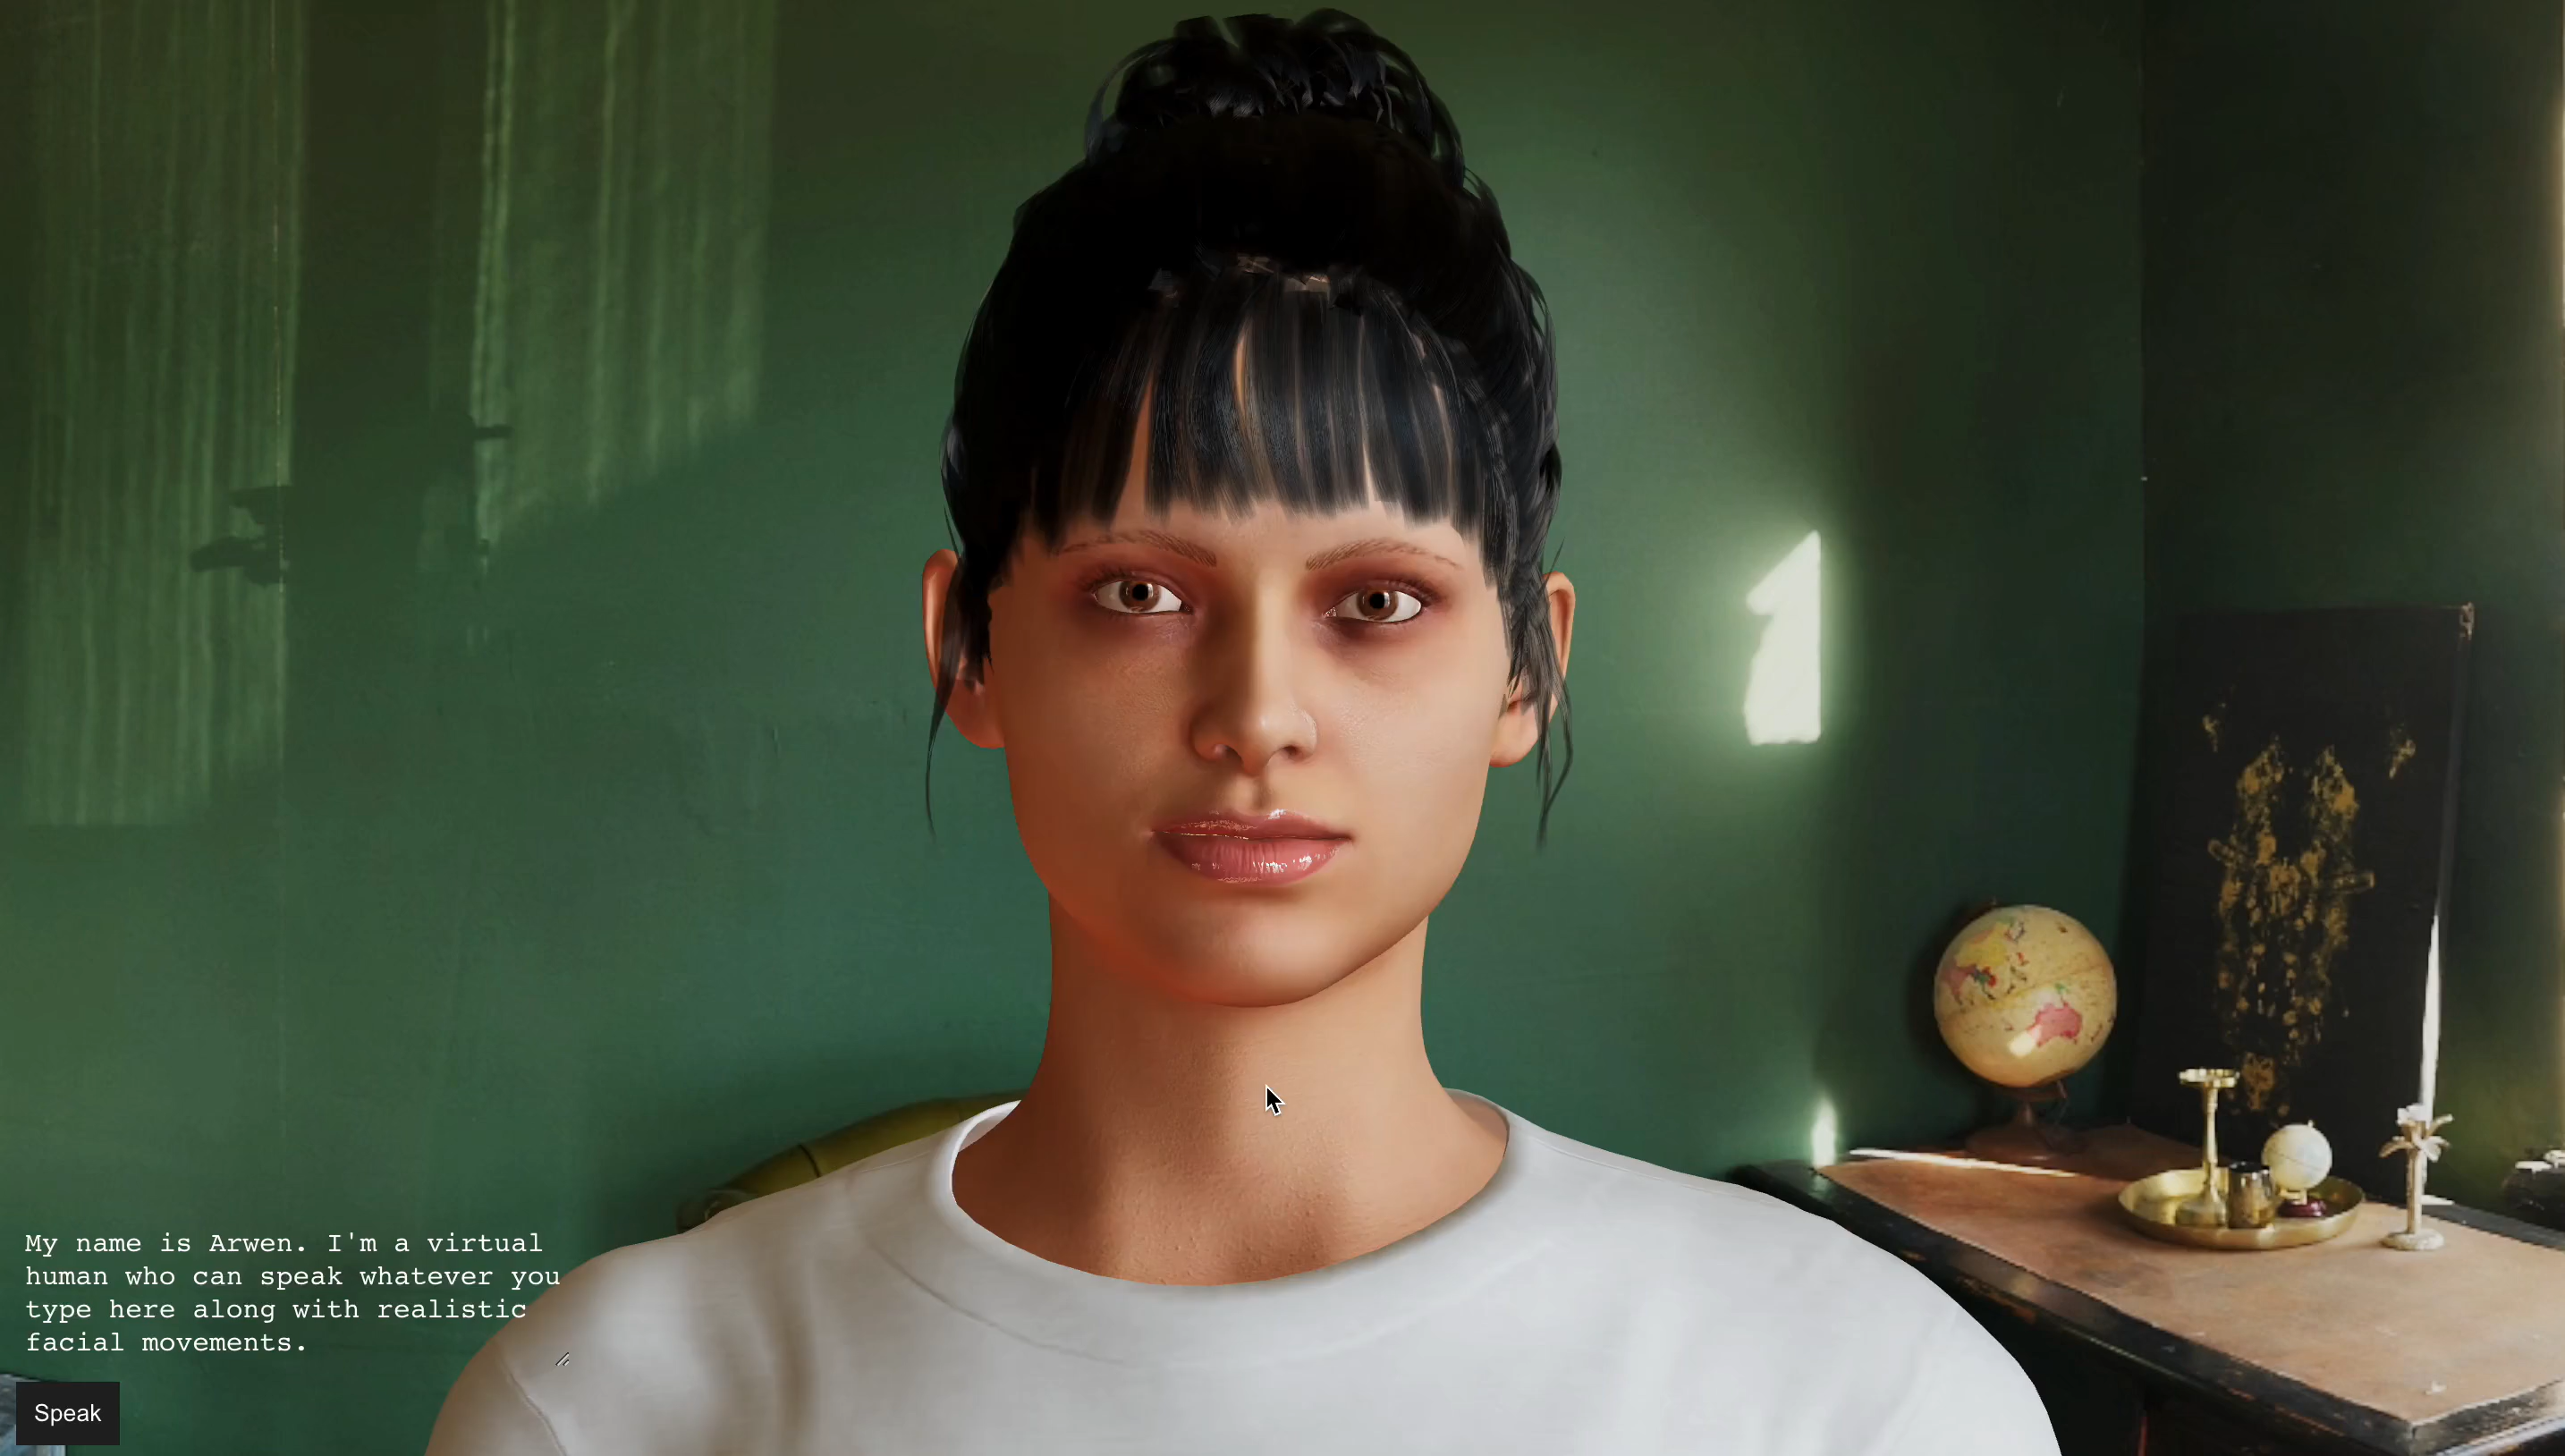 My name is Arwen. I'm a virtual
human who can speak whatever you
type here along with realistic
facial movements.
Speak